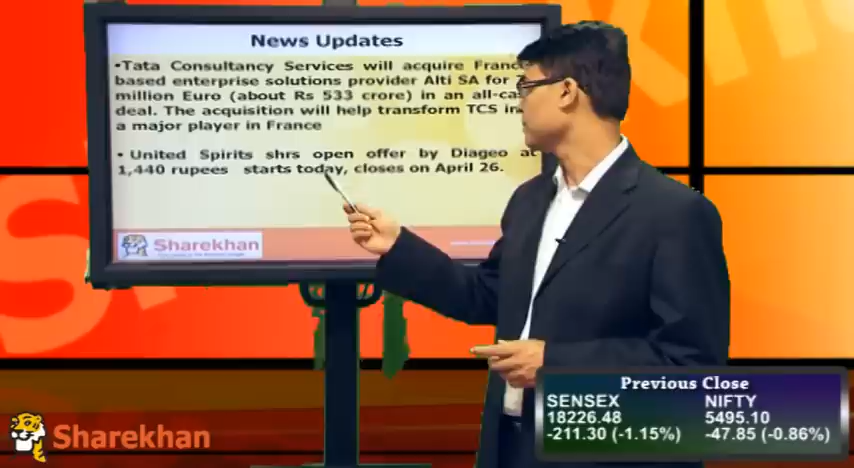 News Updates
•Tata Consultancy Services will acquire France
based enterprise solutions provider Alti SA for
million Euro (about Rs 533 crore) in an all-cas
deal. The acquisition will help transform TCS in
a major player in France
• United Spirits shrs open offer by Diageo at
1,440 rupees starts today, closes on April 26.
Sharekhan
Previous Close
SENSEX NIFTY
18226.48 5495.10
-211.30 (-1.15%) -47.85 (-0.86%)
Sharekhan